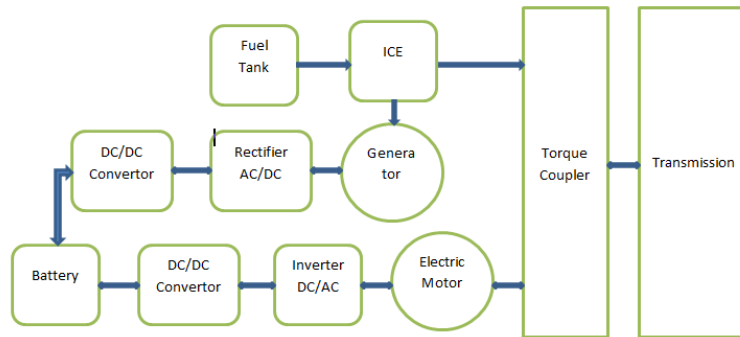 Fuel
Tank
ICE
DC/DC
Convertor
Rectifier
AC/DC
Genera
tor
Torque
Coupler
Transmission
Battery
DC/DC
Convertor
Inverter
DC/AC
Electric
Motor